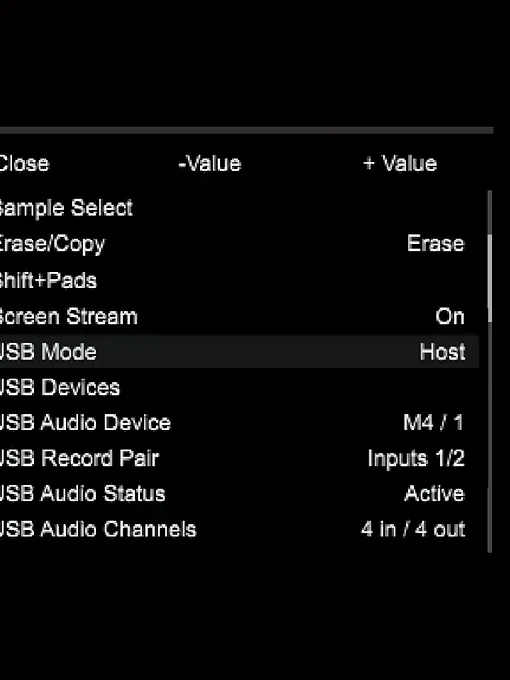 Close -Value + Value
Sample Select
Erase/Copy Erase
Shift+Pads
Screen Stream On
USB Mode Host
USB Devices
USB Audio Device M4 / 1
USB Record Pair Inputs 1/2
USB Audio Status Active
USB Audio Channels 4 in / 4 out